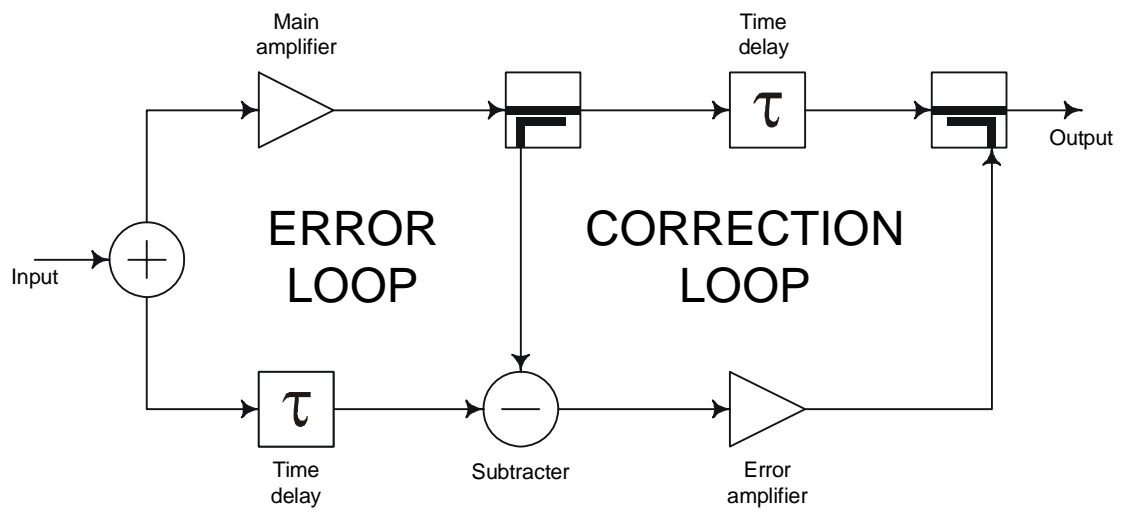 Main
amplifier
Time
delay
τ
Output
ERROR
LOOP
CORRECTION
LOOP
Input
+
τ
−
Time
delay
Subtracter
Error
amplifier